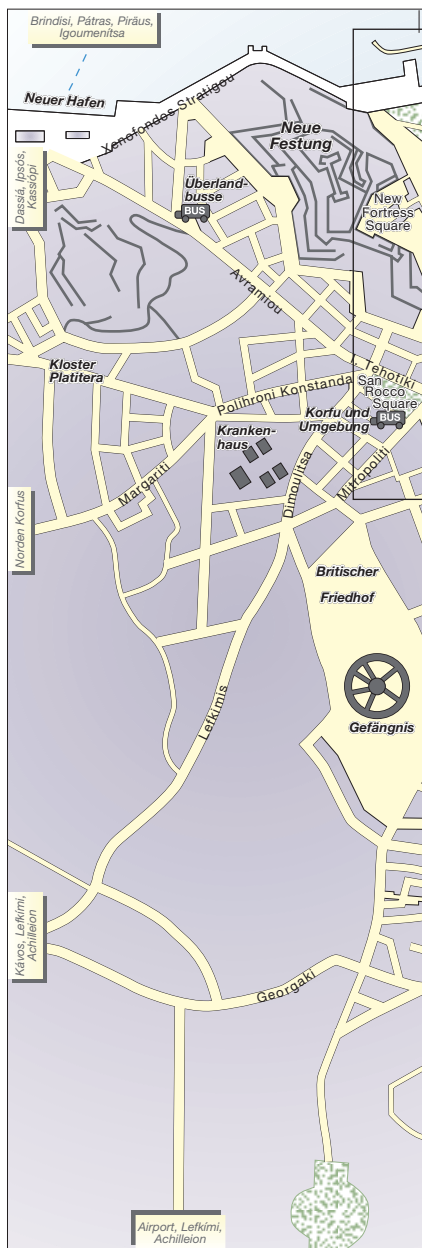 Brindisi, Pátras, Piräus,
Igoumenítsa
Neuer Hafen
Xenofondos Stratigou
Neue
Festung
Dassiá, Ipsós,
Kassiópi
Überland-
busse
BUS
New
Fortress
Square
Avramiou
I. Tehotiki
Kloster
Platitera
San
Rocco
Square
Polihroni Konstanda
Korfu und
Umgebung
BUS
Kranken-
haus
Margariti
Dimoulitsa
Mitropoliti
Norden Korfus
Britischer
Friedhof
Lefkimis
Gefängnis
Kávos, Lefkími,
Achilleion
Georgaki
Airport, Lefkími,
Achilleion